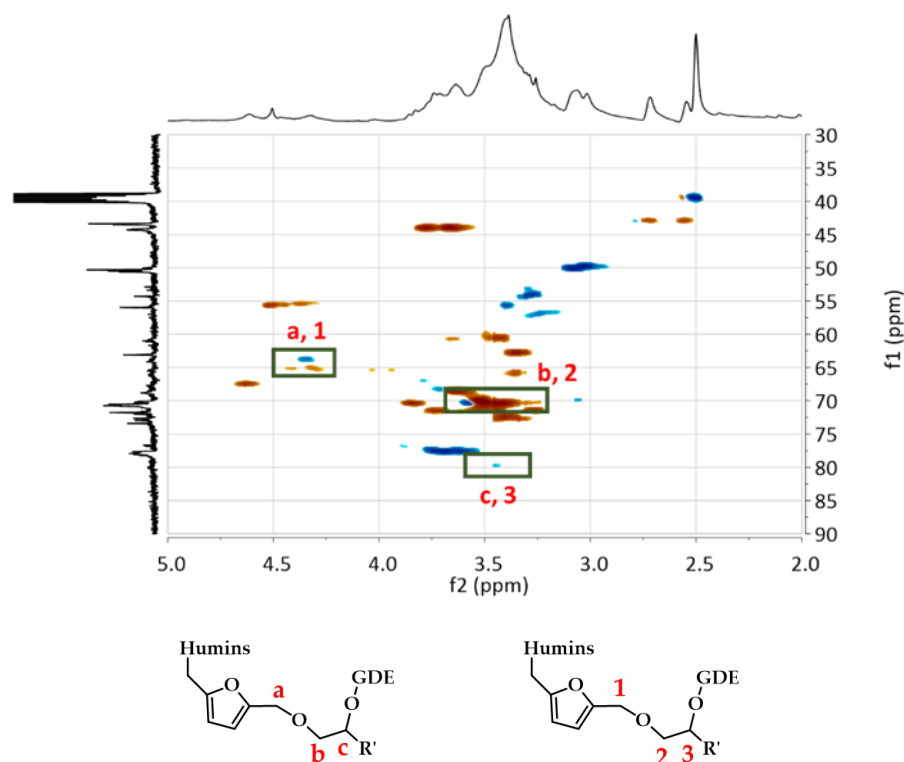 30
35
40
45
50
55
60
65
70
75
80
85
90
f1 (ppm)
a, 1
b, 2
c, 3
5.0 4.5 4.0 3.5 3.0 2.5 2.0
f2 (ppm)
Humins Humins
O a O GDE O 1 O GDE
O O
b c R' 2 3 R'